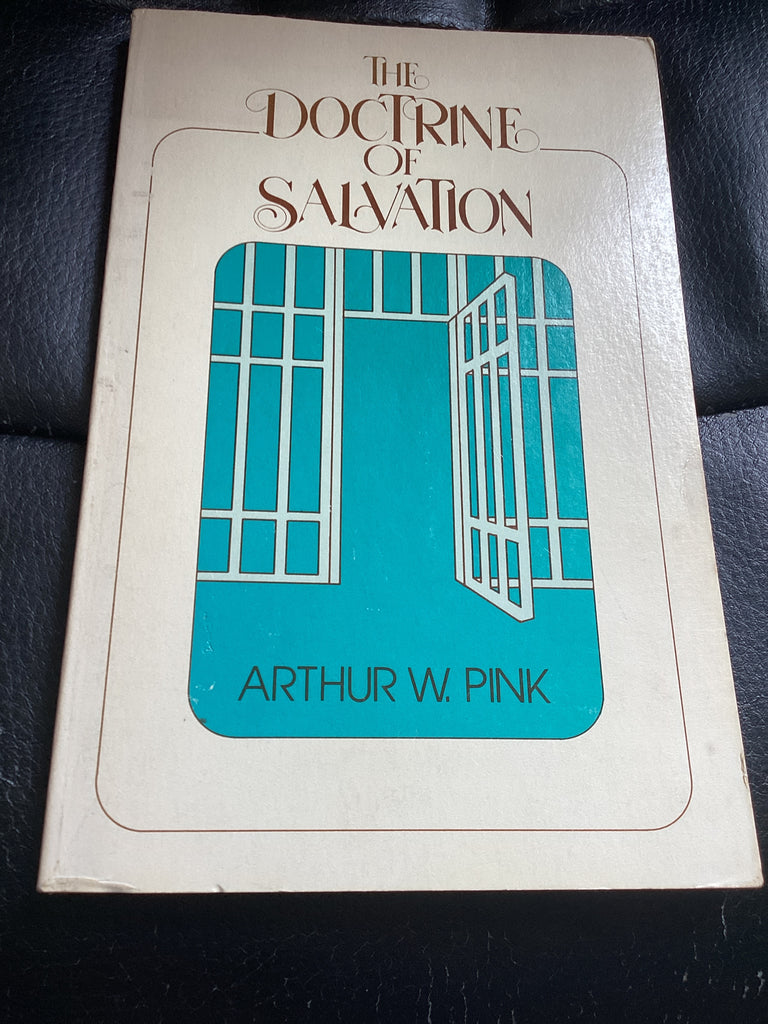 THE
DOCTRINE
OF
SALVATION
ARTHUR W. PINK